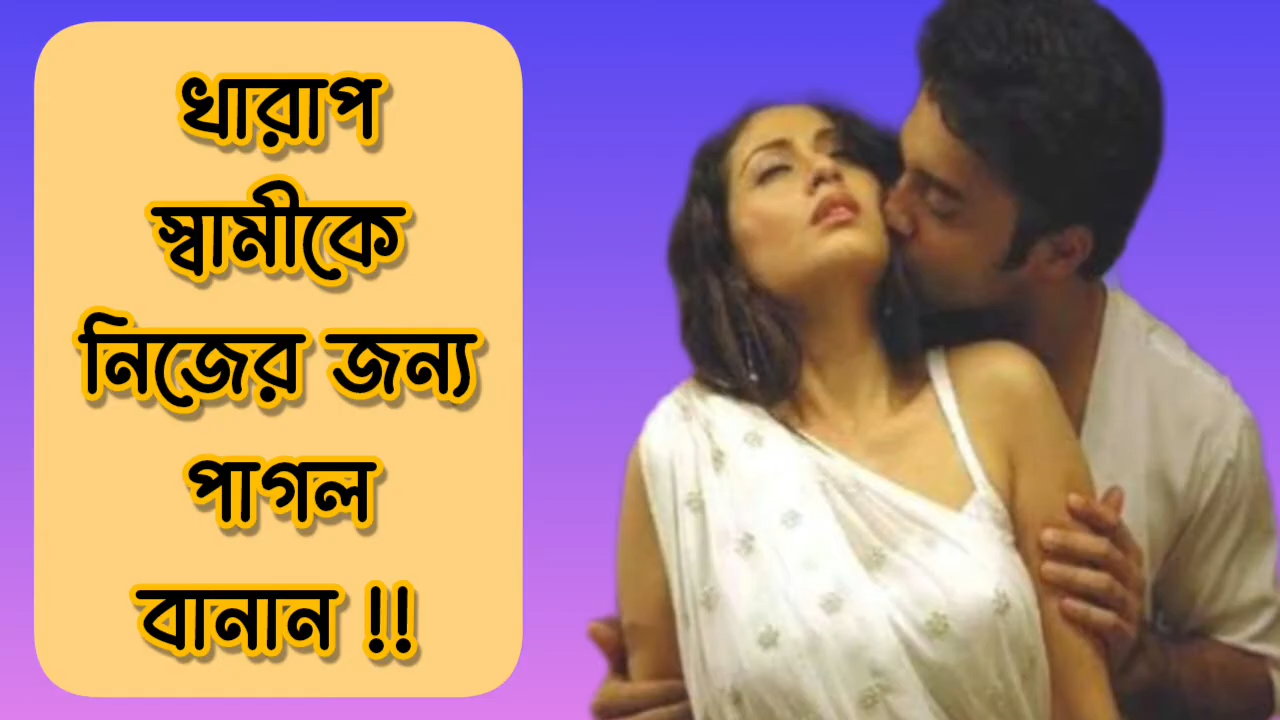 খারাপ
স্বামীকে
নিজের জন্য
পাগল
বানান !!